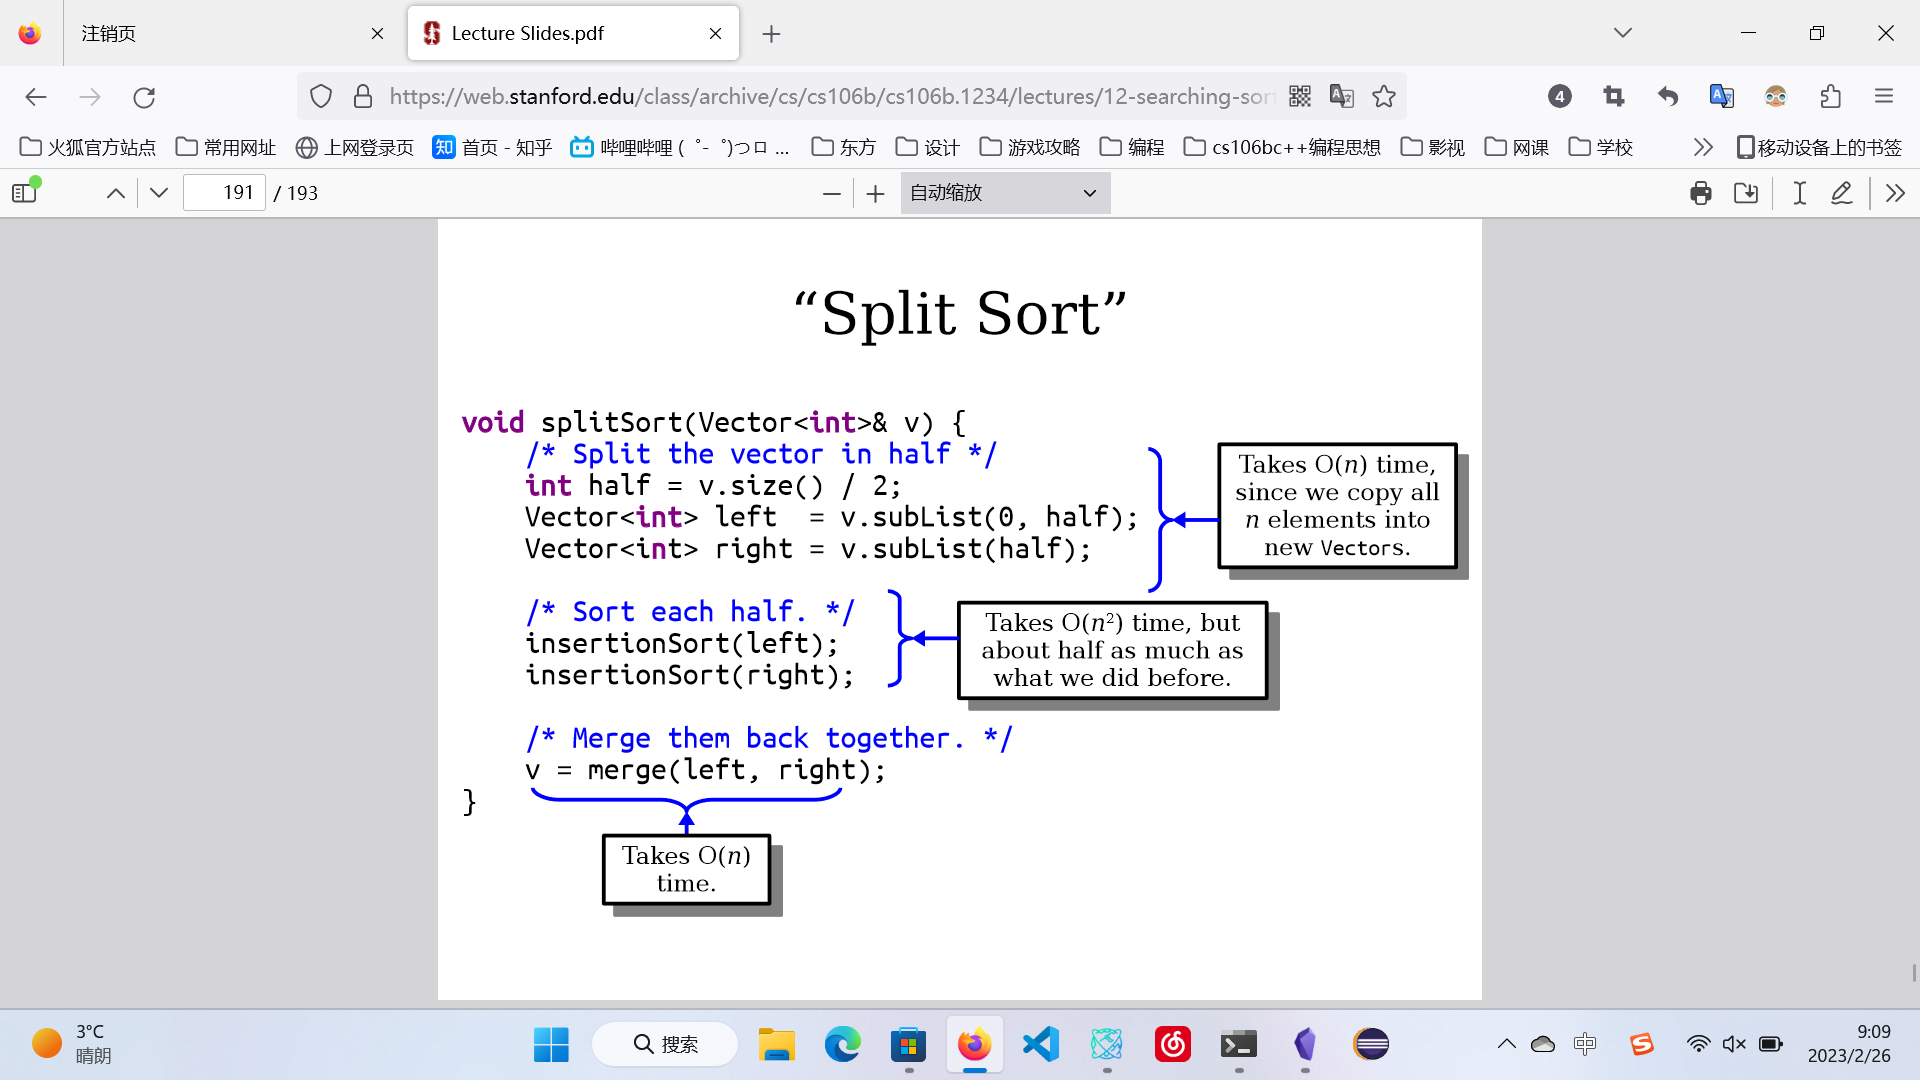 注销页
Lecture Slides.pdf
https://web.stanford.edu/class/archive/cs/cs106b/cs106b.1234/lectures/12-searching-sort
4
火狐官方站点
常用网址
上网登录页
知 首页 - 知乎
哔哩哔哩 ( ゜- ゜)つロ ...
东方
设计
游戏攻略
编程
cs106bc++编程思想
影视
网课
学校
移动设备上的书签
191 / 193
自动缩放
“Split Sort”
void splitSort(Vector<int>& v) {
/* Split the vector in half */
int half = v.size() / 2;
Vector<int> left  = v.subList(0, half);
Vector<int> right = v.subList(half);
Takes O(n) time,
since we copy all
n elements into
new Vectors.
/* Sort each half. */
insertionSort(left);
insertionSort(right);
Takes O(n²) time, but
about half as much as
what we did before.
/* Merge them back together. */
v = merge(left, right);
}
Takes O(n)
time.
3°C
晴朗
搜索
中
9:09
2023/2/26